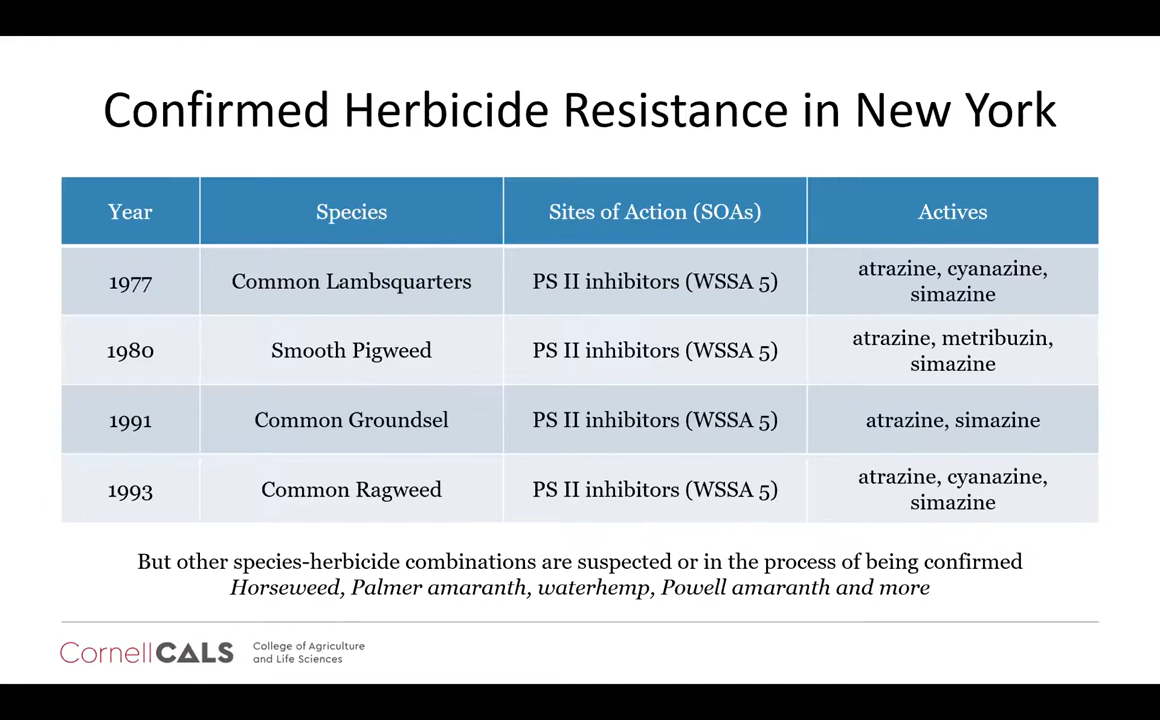 Confirmed Herbicide Resistance in New York
Year
Species
Sites of Action (SOAs)
Actives
1977
Common Lambsquarters
PS II inhibitors (WSSA 5)
atrazine, cyanazine,
simazine
1980
Smooth Pigweed
PS II inhibitors (WSSA 5)
atrazine, metribuzin,
simazine
1991
Common Groundsel
PS II inhibitors (WSSA 5)
atrazine, simazine
1993
Common Ragweed
PS II inhibitors (WSSA 5)
atrazine, cyanazine,
simazine
But other species-herbicide combinations are suspected or in the process of being confirmed
Horseweed, Palmer amaranth, waterhemp, Powell amaranth and more
CornellCALS
College of Agriculture
and Life Sciences